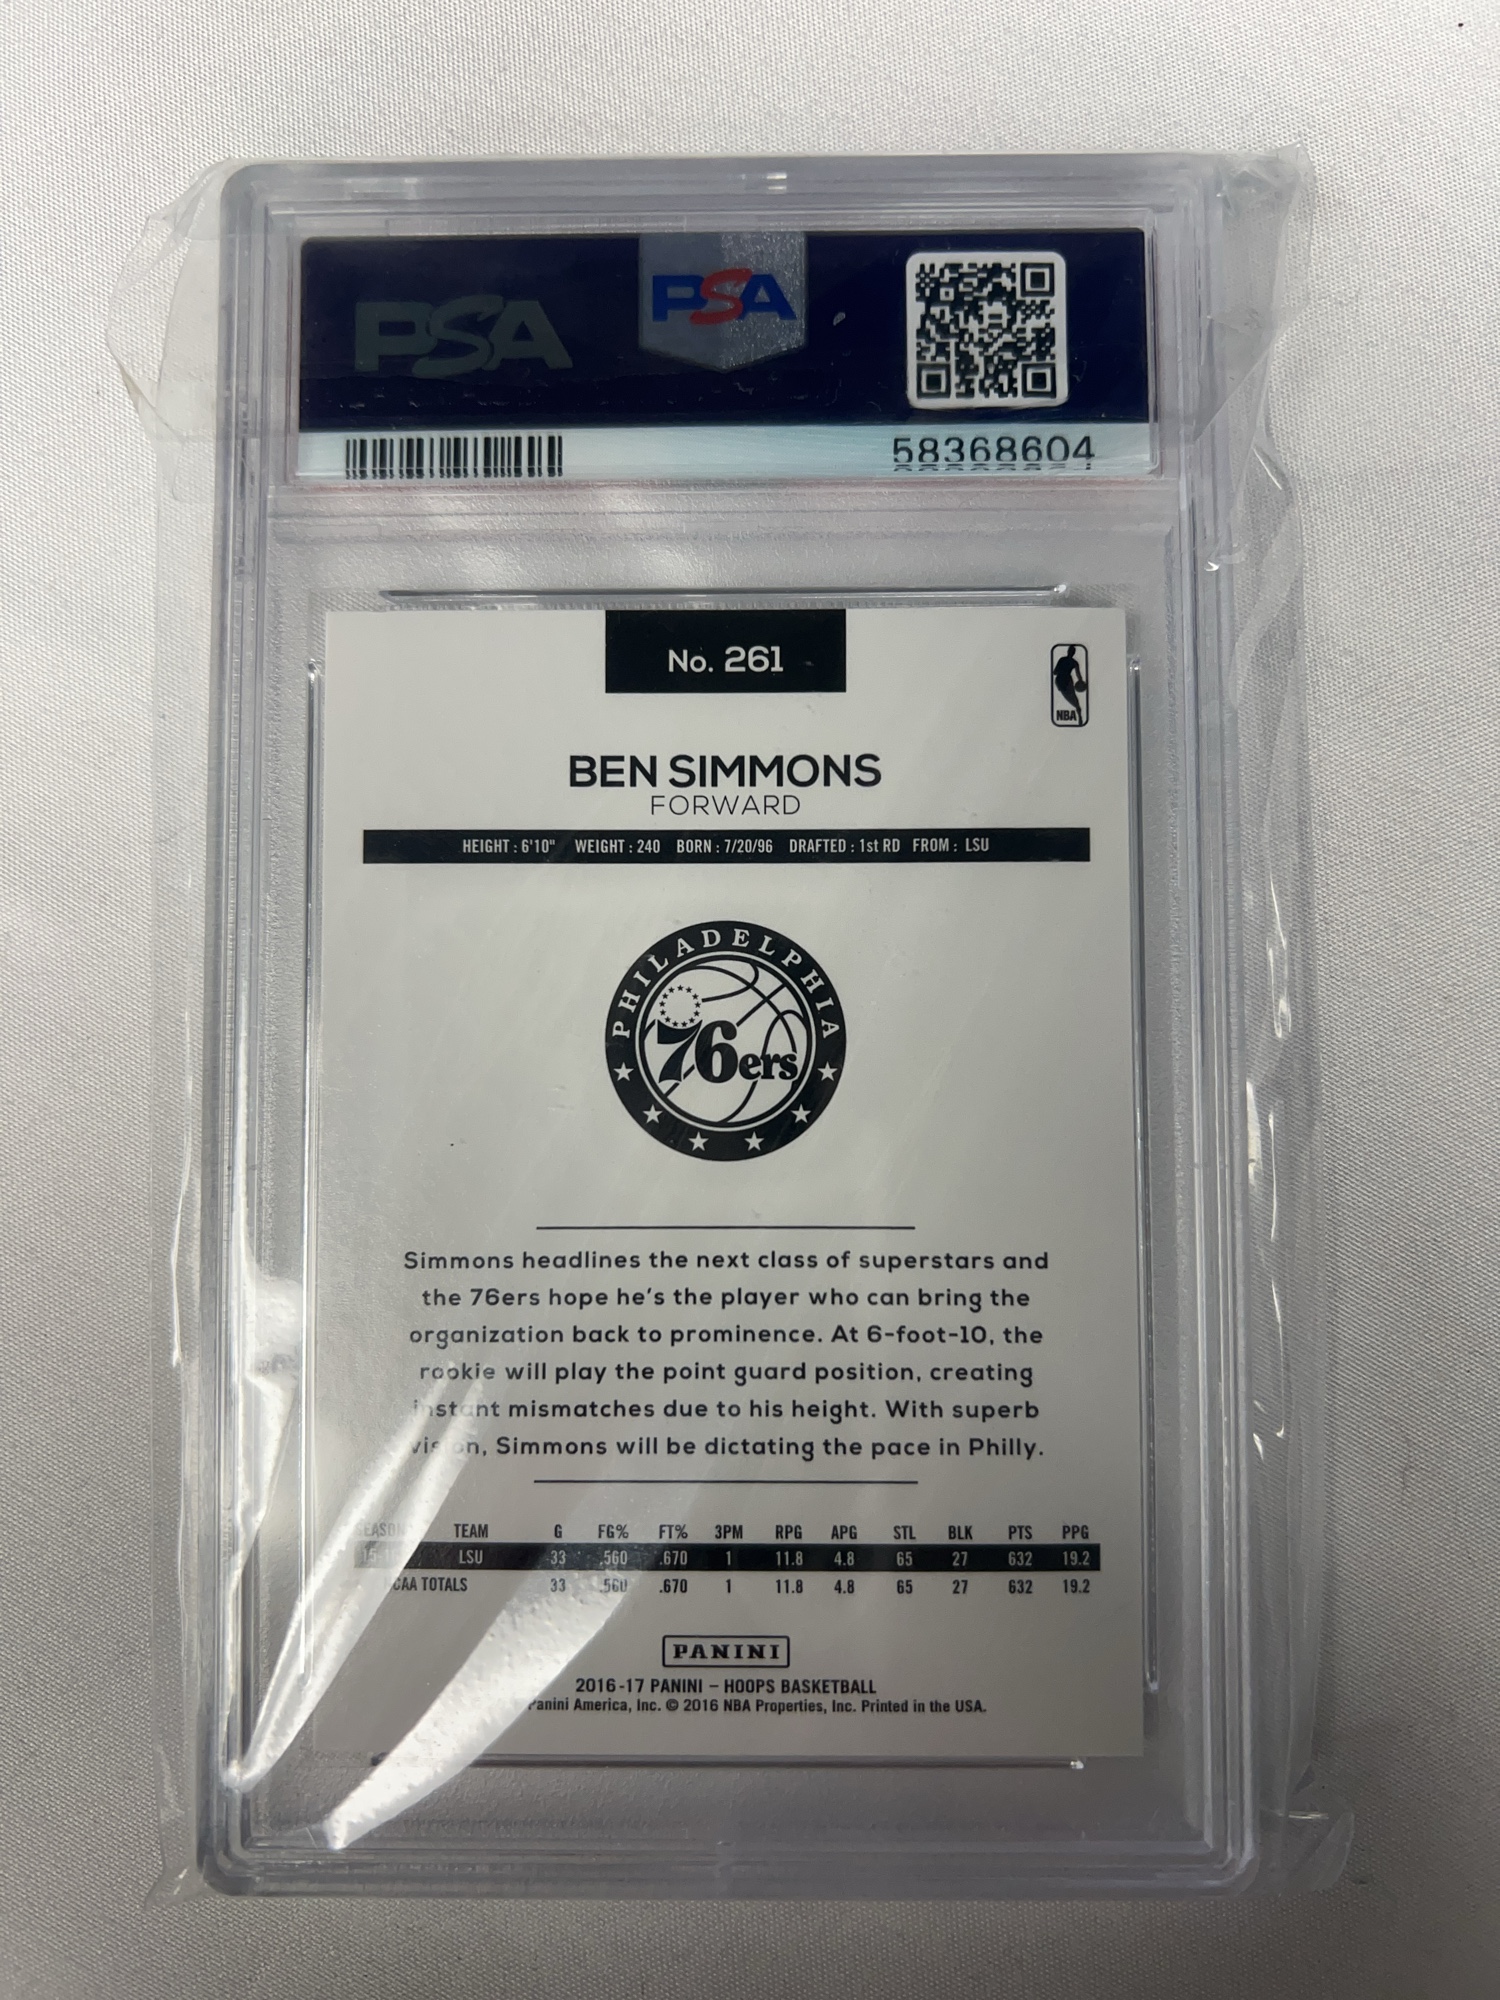 PSA
PSA
58368604
No. 261
NBA
BEN SIMMONS
FORWARD
HEIGHT : 6'10" WEIGHT : 240 BORN : 7/20/96 DRAFTED : 1st RD FROM : LSU
PHILADELPHIA
76ers
Simmons headlines the next class of superstars and
the 76ers hope he's the player who can bring the
organization back to prominence. At 6-foot-10, the
rookie will play the point guard position, creating
instant mismatches due to his height. With superb
vision, Simmons will be dictating the pace in Philly.
SEASON TEAM G FG% FT% 3PM RPG APG STL BLK PTS PPG
LSU 33 .560 .670 1 11.8 4.8 65 27 632 19.2
NCAA TOTALS 33 .560 .670 1 11.8 4.8 65 27 632 19.2
PANINI
2016-17 PANINI – HOOPS BASKETBALL
Panini America, Inc. © 2016 NBA Properties, Inc. Printed in the USA.